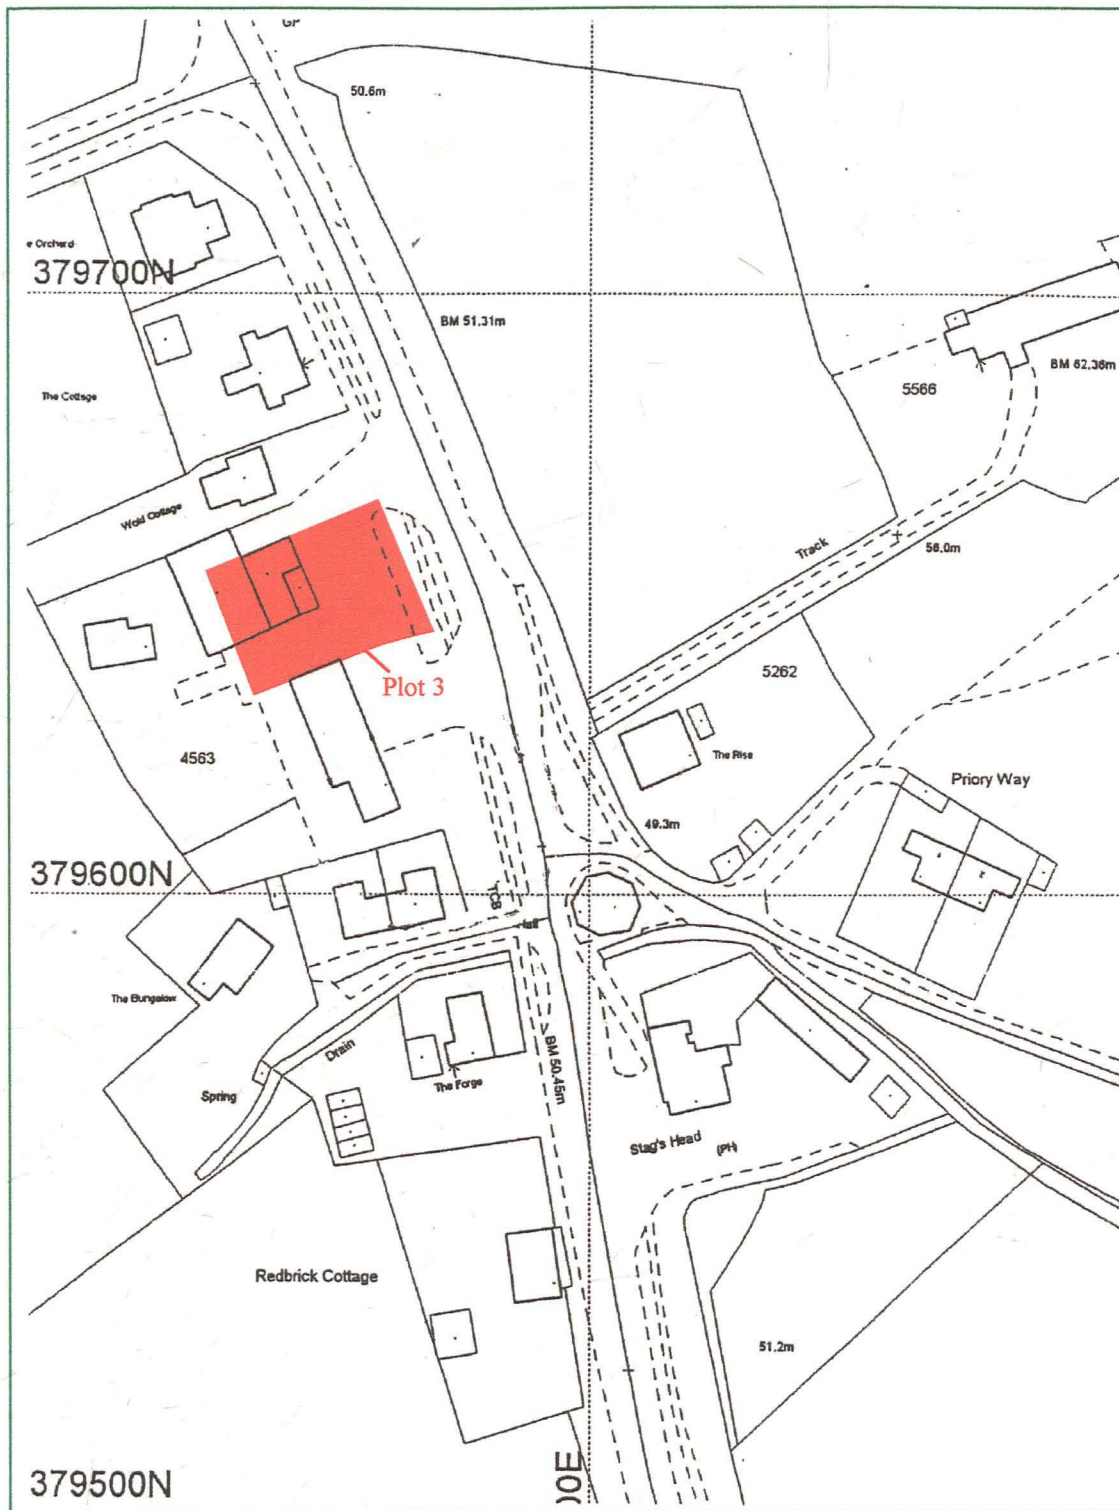 GP
50.6m
e Orchard
379700N
BM 51.31m
BM 62.36m
5566
The Cottage
Wold Cottage
Track
56.0m
Plot 3
5262
The Rise
4563
Priory Way
49.3m
379600N
TCB
The Bungalow
Drain
BM 50.45m
Spring
The Forge
Stag's Head
(PH)
Redbrick Cottage
51.2m
00E
379500N